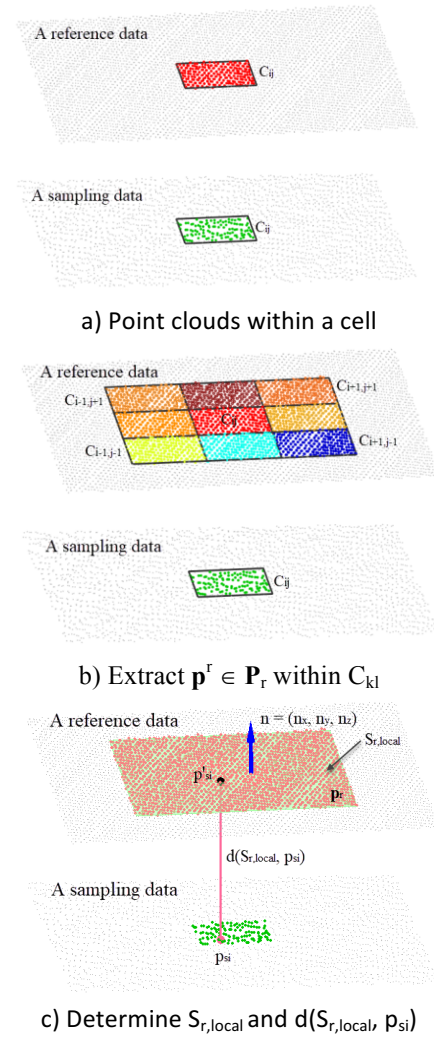 A reference data
Cij
A sampling data
Cij
a) Point clouds within a cell
A reference data
Ci-1,j+1
Ci+1,j+1
Cij
Ci-1,j-1
Ci+1,j-1
A sampling data
Cij
b) Extract pʳ ∈ Pᵣ within Cₖₗ
A reference data
n = (nx, ny, nz)
Sr,local
p'si
pr
d(Sr,local, psi)
A sampling data
psi
c) Determine Sr,local and d(Sr,local, psi)